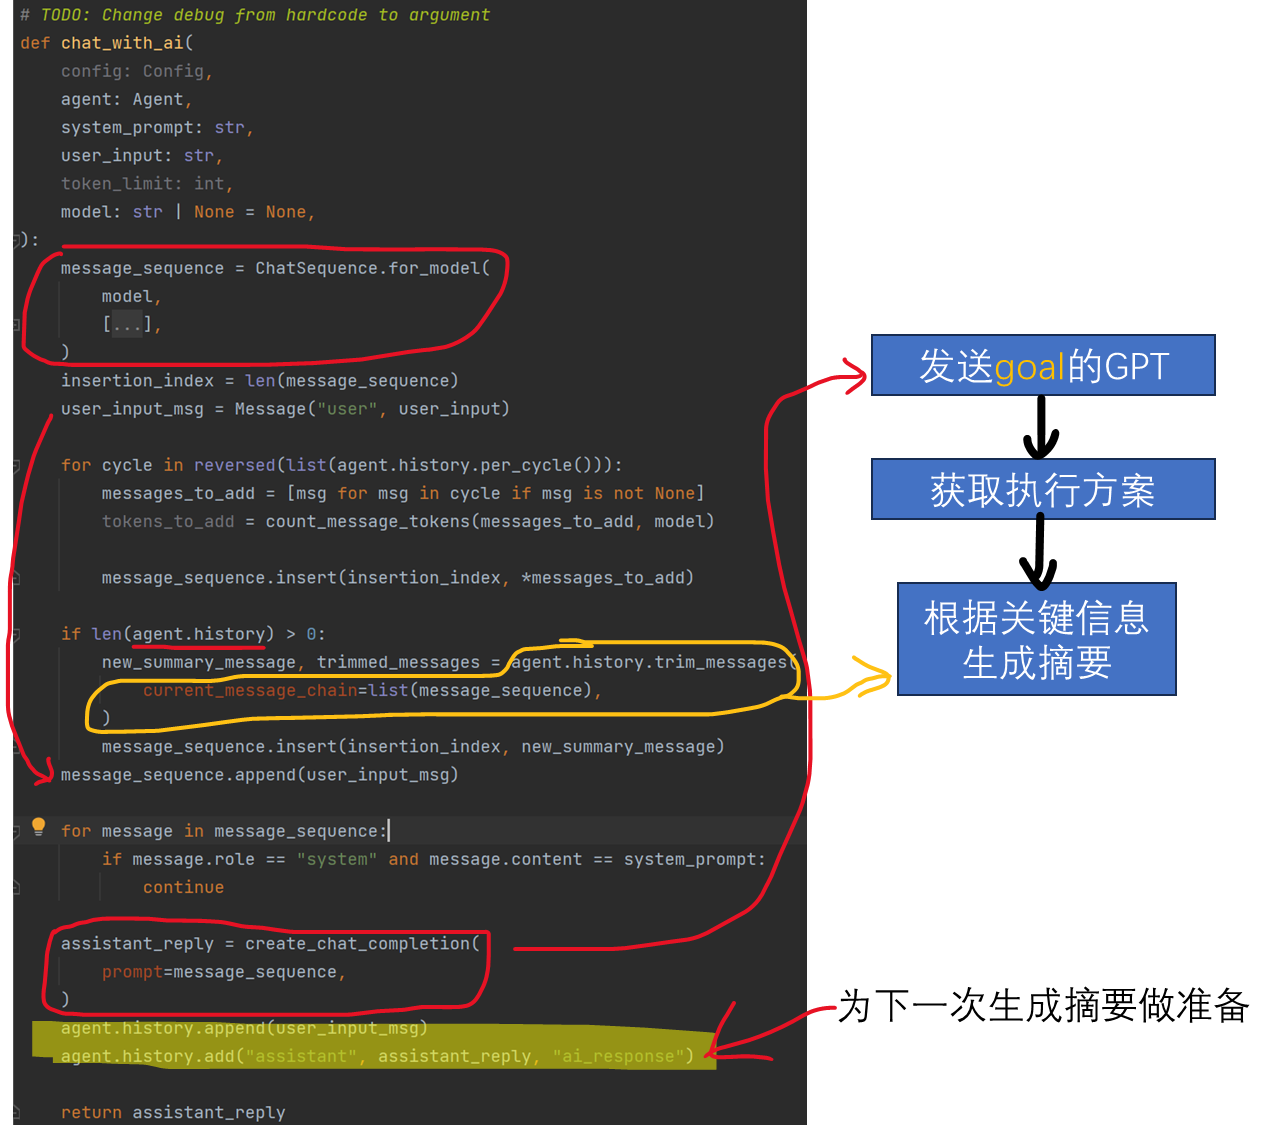 # TODO: Change debug from hardcode to argument
def chat_with_ai(
    config: Config,
    agent: Agent,
    system_prompt: str,
    user_input: str,
    token_limit: int,
    model: str | None = None,
):
    message_sequence = ChatSequence.for_model(
        model,
        [...],
    )
    insertion_index = len(message_sequence)
    user_input_msg = Message("user", user_input)
    for cycle in reversed(list(agent.history.per_cycle())):
        messages_to_add = [msg for msg in cycle if msg is not None]
        tokens_to_add = count_message_tokens(messages_to_add, model)
        message_sequence.insert(insertion_index, *messages_to_add)
    if len(agent.history) > 0:
        new_summary_message, trimmed_messages = agent.history.trim_messages(
            current_message_chain=list(message_sequence),
        )
        message_sequence.insert(insertion_index, new_summary_message)
    message_sequence.append(user_input_msg)
    for message in message_sequence:
        if message.role == "system" and message.content == system_prompt:
            continue
    assistant_reply = create_chat_completion(
        prompt=message_sequence,
    )
    agent.history.append(user_input_msg)
    agent.history.add("assistant", assistant_reply, "ai_response")
    return assistant_reply
发送goal的GPT
获取执行方案
根据关键信息
生成摘要
为下一次生成摘要做准备